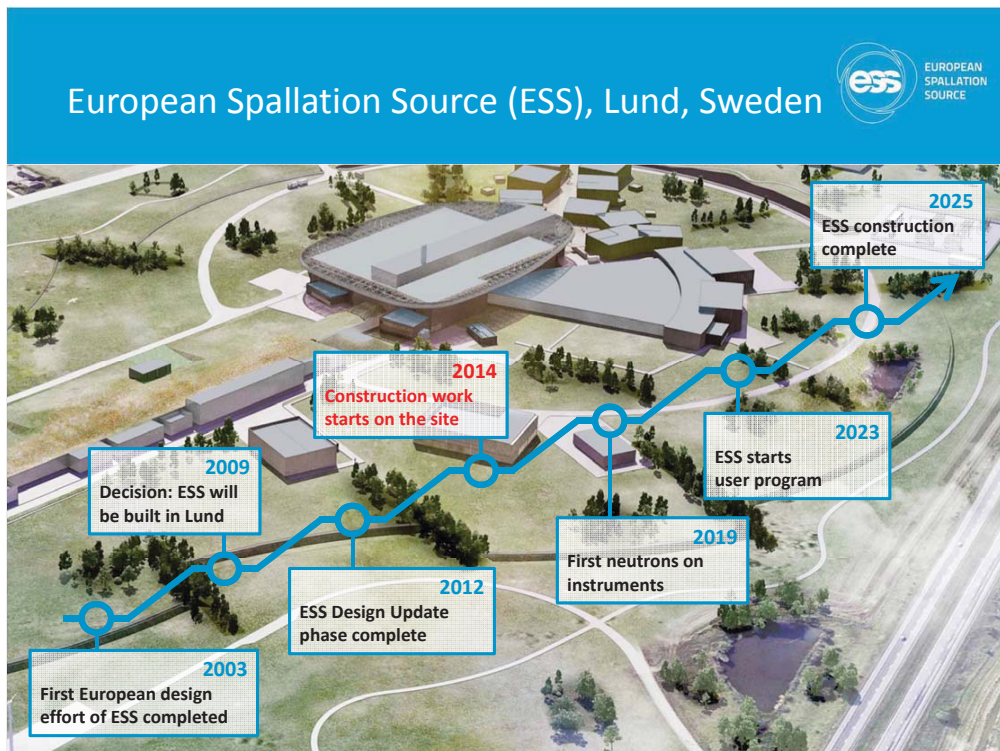 European Spallation Source (ESS), Lund, Sweden
ess
EUROPEAN
SPALLATION
SOURCE
2025
ESS construction
complete
2014
Construction work
starts on the site
2023
ESS starts
user program
2009
Decision: ESS will
be built in Lund
2019
First neutrons on
instruments
2012
ESS Design Update
phase complete
2003
First European design
effort of ESS completed